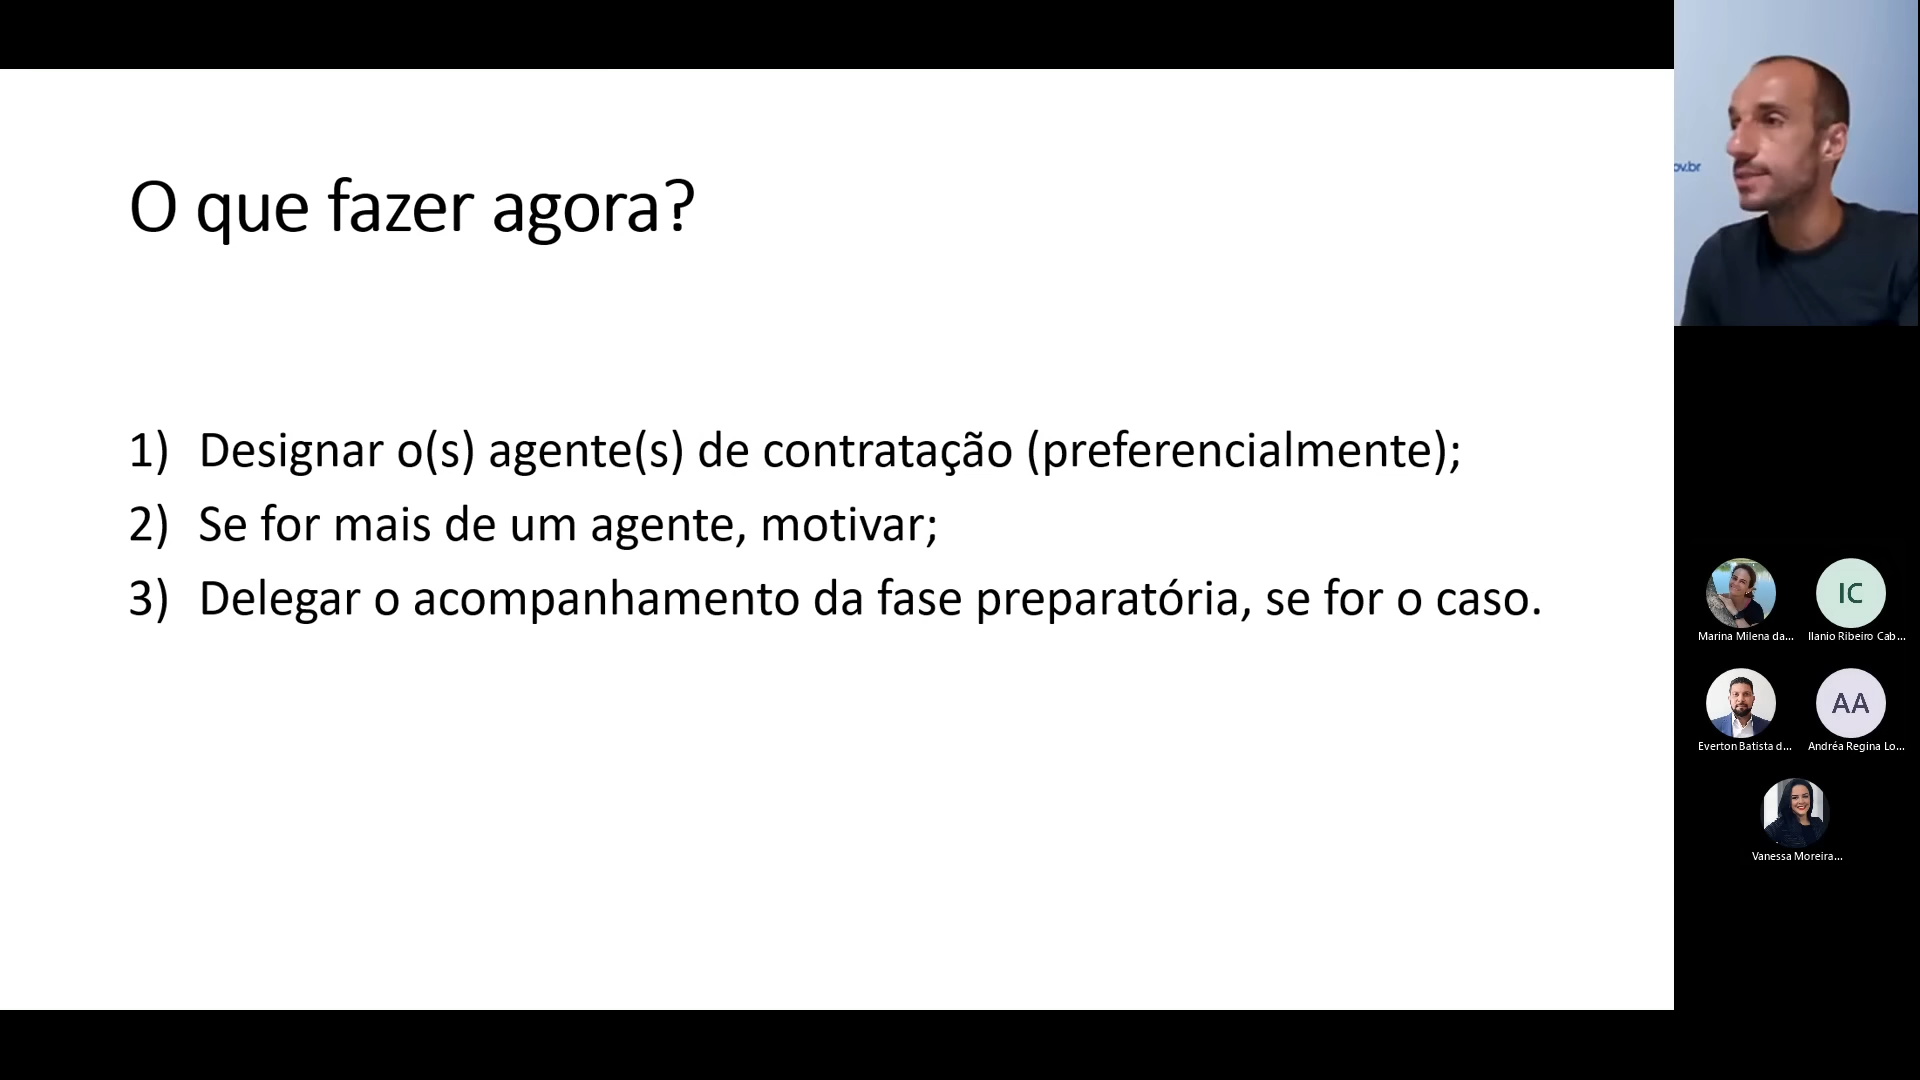 O que fazer agora?
1) Designar o(s) agente(s) de contratação (preferencialmente);
2) Se for mais de um agente, motivar;
3) Delegar o acompanhamento da fase preparatória, se for o caso.
ov.br
IC
Marina Milena da...
Ilanio Ribeiro Cab...
AA
Everton Batista d...
Andréa Regina Lo...
Vanessa Moreira...